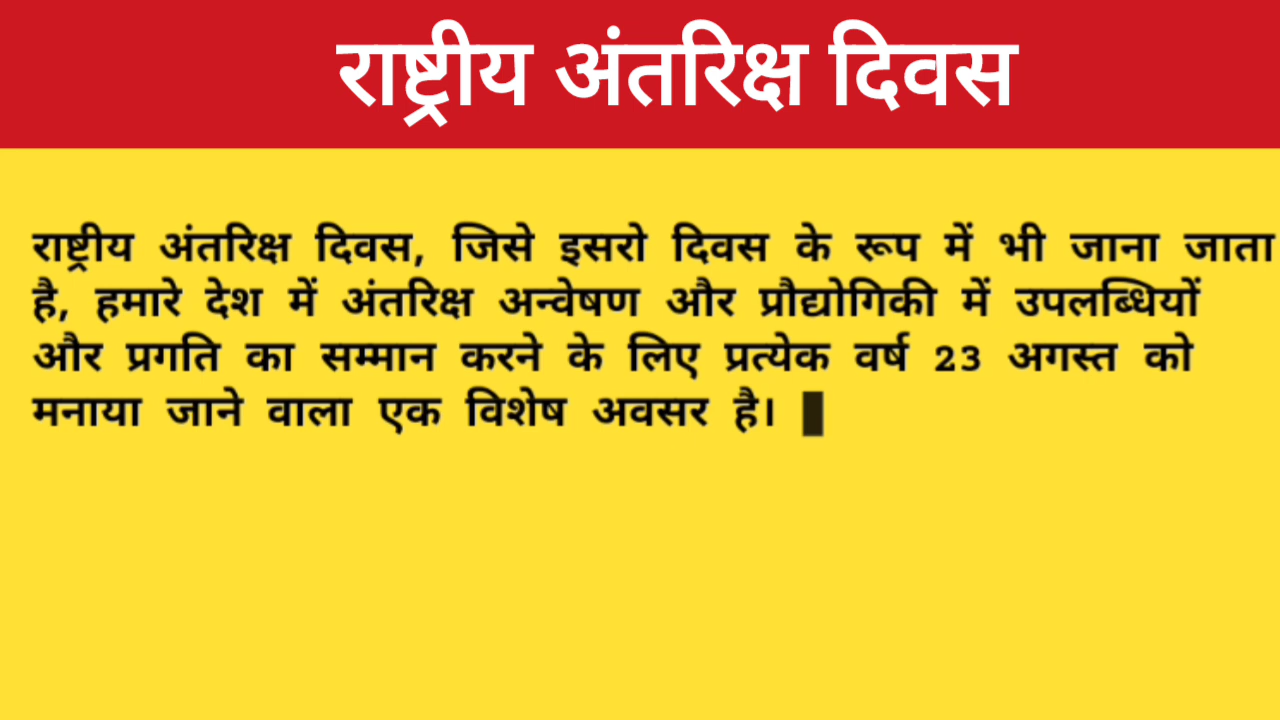 राष्ट्रीय अंतरिक्ष दिवस
राष्ट्रीय अंतरिक्ष दिवस, जिसे इसरो दिवस के रूप में भी जाना जाता
है, हमारे देश में अंतरिक्ष अन्वेषण और प्रौद्योगिकी में उपलब्धियों
और प्रगति का सम्मान करने के लिए प्रत्येक वर्ष 23 अगस्त को
मनाया जाने वाला एक विशेष अवसर है।